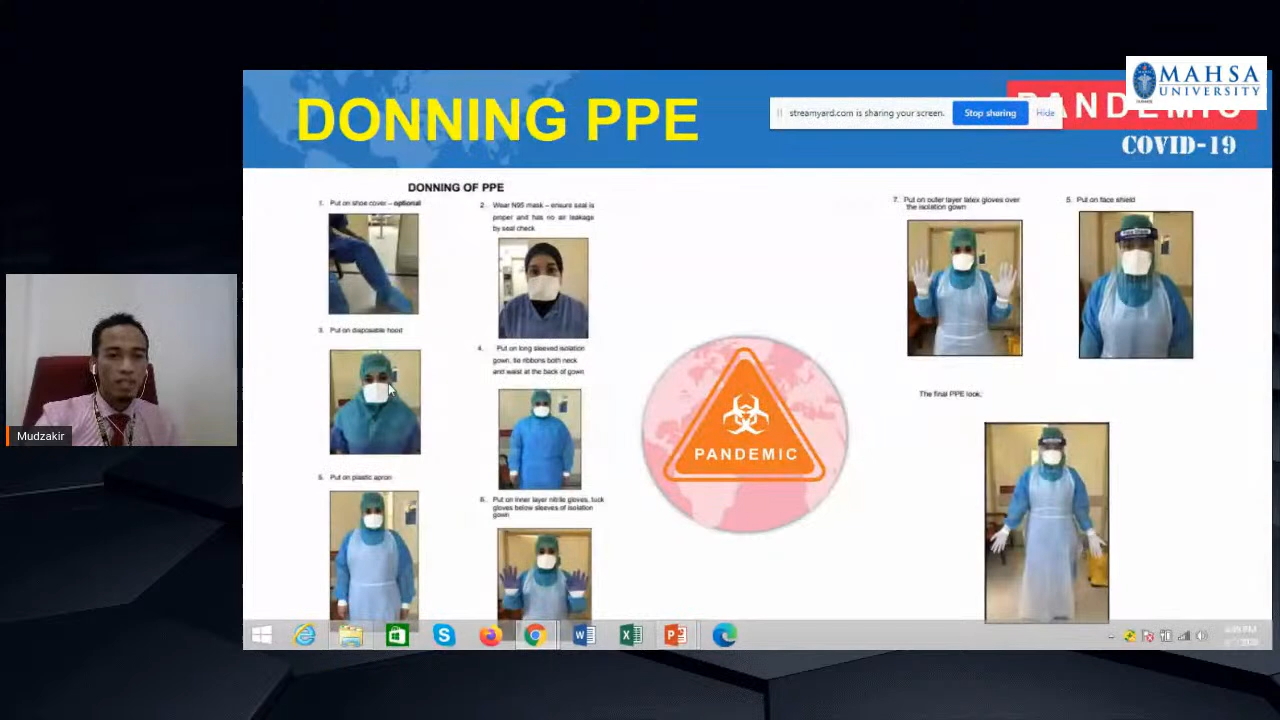 MAHSA
UNIVERSITY
DONNING PPE
streamyard.com is sharing your screen.
Stop sharing
Hide
PANDEMIC
COVID-19
DONNING OF PPE
1. Put on shoe cover – optional
2. Wear N95 mask – ensure seal is
proper and has no air leakage
by seal check
3. Put on disposable hood
4. Put on long sleeved isolation
gown, tie ribbons both neck
and waist at the back of gown
5. Put on plastic apron
6. Put on inner layer nitrile gloves, tuck
gloves below sleeves of isolation
gown
PANDEMIC
7. Put on outer layer latex gloves over
the isolation gown
5. Put on face shield
The final PPE look;
Mudzakir